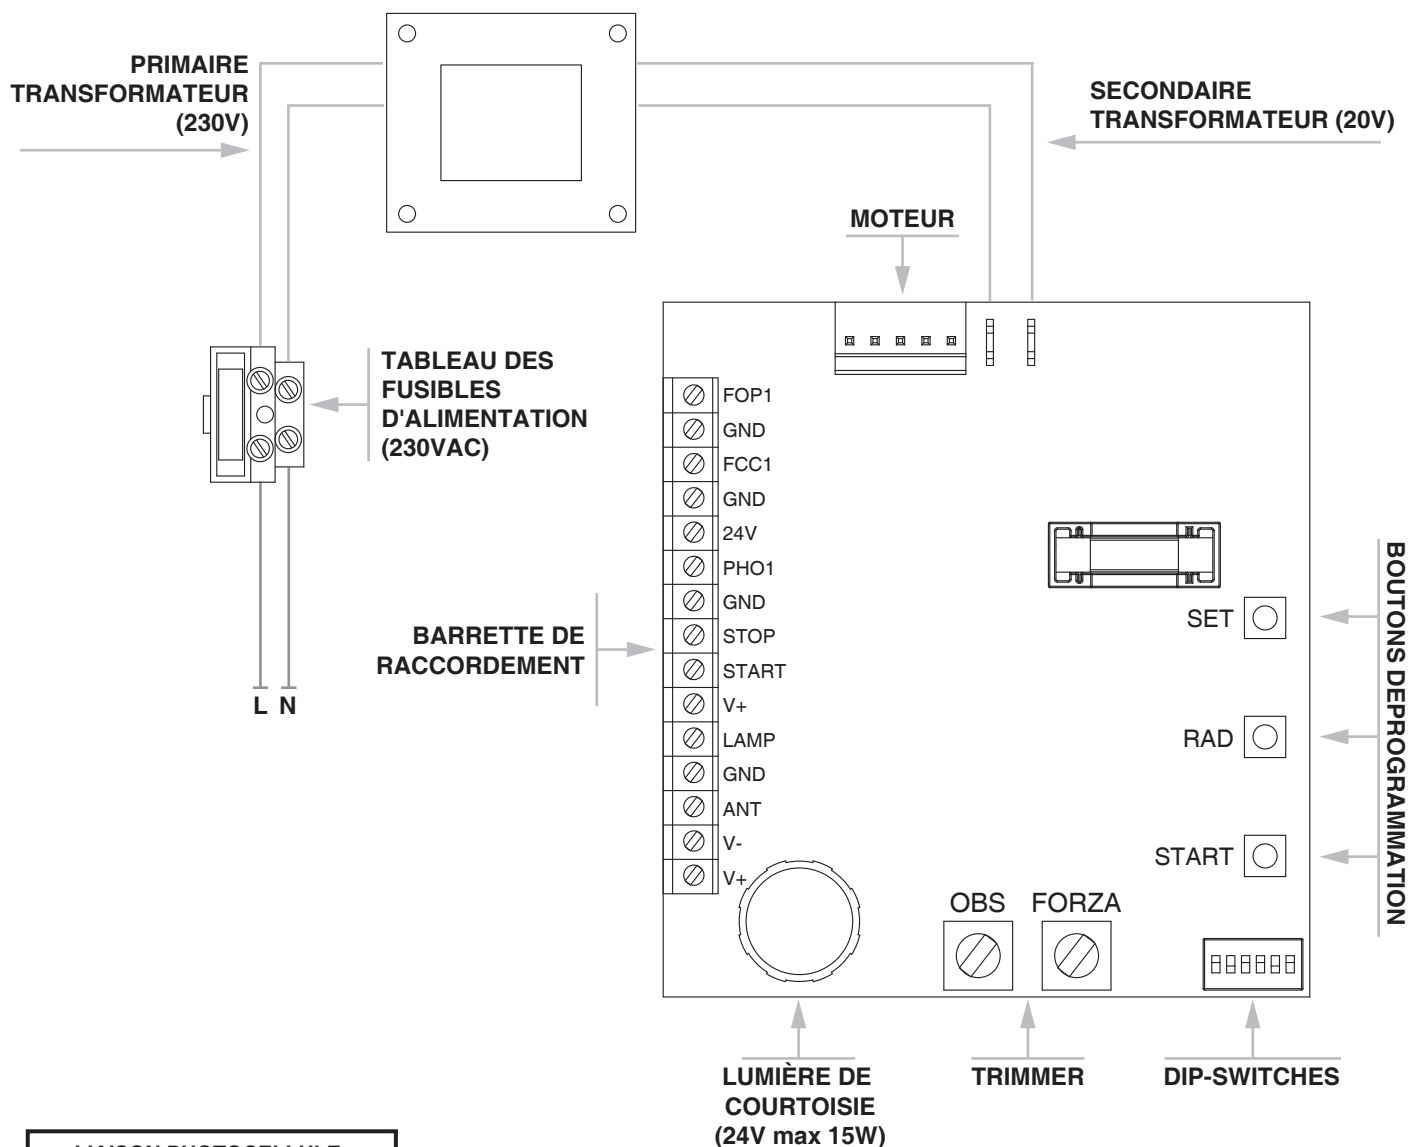 PRIMAIRE
TRANSFORMATEUR
(230V)
SECONDAIRE
TRANSFORMATEUR (20V)
MOTEUR
TABLEAU DES
FUSIBLES
D'ALIMENTATION
(230VAC)
L N
BARRETTE DE
RACCORDEMENT
FOP1
GND
FCC1
GND
24V
PHO1
GND
STOP
START
V+
LAMP
GND
ANT
V-
V+
SET
RAD
START
BOUTONS DEPROGRAMMATION
OBS FORZA
LUMIÈRE DE
COURTOISIE
(24V max 15W)
TRIMMER
DIP-SWITCHES